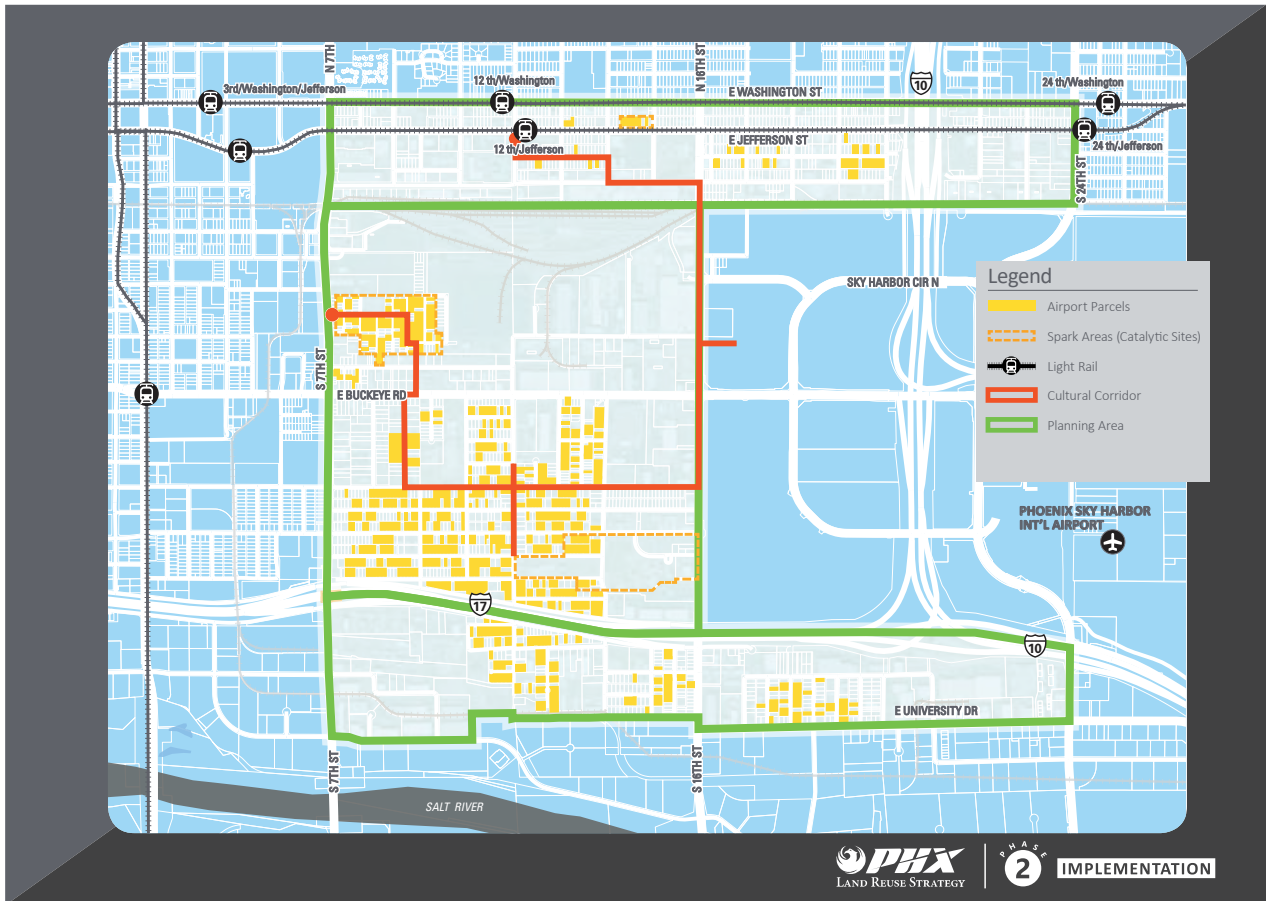 N 7TH
N 16TH ST
10
3rd/Washington/Jefferson
12 th/Washington
E WASHINGTON ST
24 th/Washington
E JEFFERSON ST
12 th/Jefferson
24 th/Jefferson
S 24TH ST
SKY HARBOR CIR N
Legend
Airport Parcels
Spark Areas (Catalytic Sites)
Light Rail
Cultural Corridor
Planning Area
S 7TH ST
E BUCKEYE RD
PHOENIX SKY HARBOR
INT'L AIRPORT
17
10
E UNIVERSITY DR
S 7TH ST
S 16TH ST
SALT RIVER
PHX
LAND REUSE STRATEGY
PHASE
2
IMPLEMENTATION